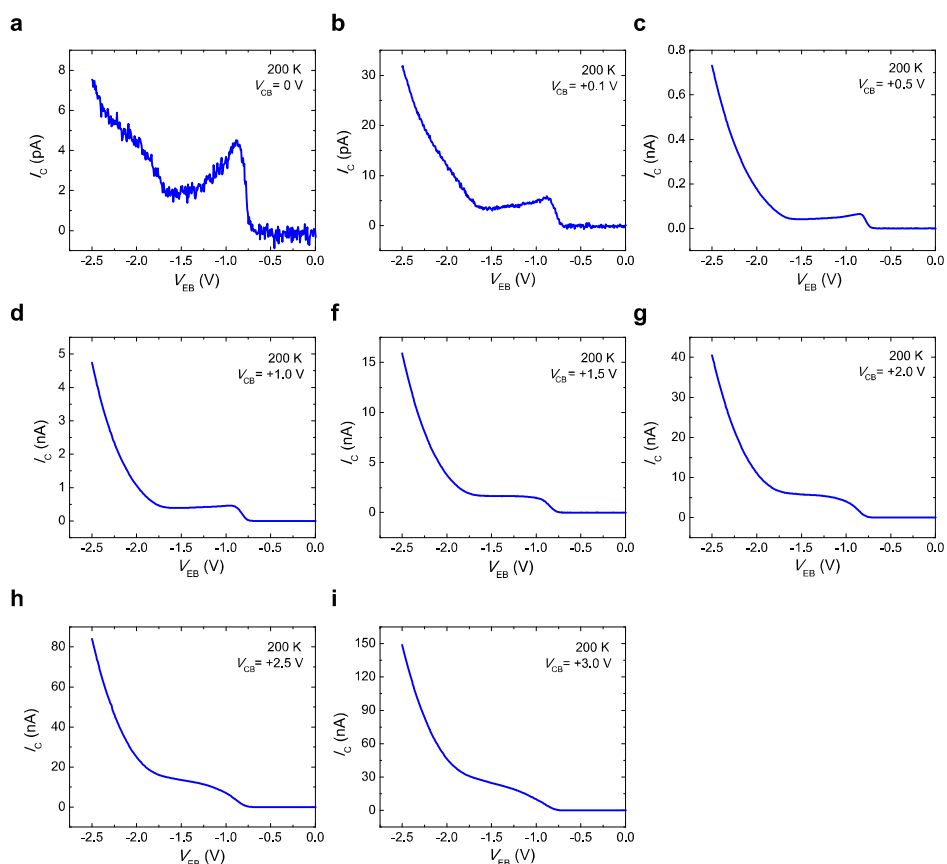 a
200 K
V_CB = 0 V
I_C (pA)
8
6
4
2
0
-2.5 -2.0 -1.5 -1.0 -0.5 0.0
V_EB (V)
b
200 K
V_CB = +0.1 V
I_C (pA)
30
20
10
0
-2.5 -2.0 -1.5 -1.0 -0.5 0.0
V_EB (V)
c
200 K
V_CB = +0.5 V
I_C (nA)
0.8
0.6
0.4
0.2
0.0
-2.5 -2.0 -1.5 -1.0 -0.5 0.0
V_EB (V)
d
200 K
V_CB = +1.0 V
I_C (nA)
5
4
3
2
1
0
-2.5 -2.0 -1.5 -1.0 -0.5 0.0
V_EB (V)
f
200 K
V_CB = +1.5 V
I_C (nA)
15
10
5
0
-2.5 -2.0 -1.5 -1.0 -0.5 0.0
V_EB (V)
g
200 K
V_CB = +2.0 V
I_C (nA)
40
30
20
10
0
-2.5 -2.0 -1.5 -1.0 -0.5 0.0
V_EB (V)
h
200 K
V_CB = +2.5 V
I_C (nA)
80
60
40
20
0
-2.5 -2.0 -1.5 -1.0 -0.5 0.0
V_EB (V)
i
200 K
V_CB = +3.0 V
I_C (nA)
150
120
90
60
30
0
-2.5 -2.0 -1.5 -1.0 -0.5 0.0
V_EB (V)